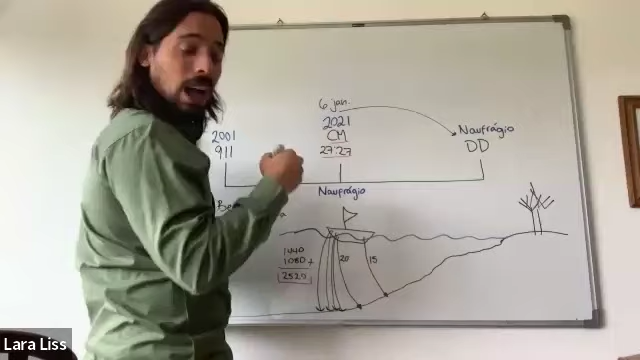 6 jan.
2021
CM
27:27
2001
911
Naufrágio
DD
Naufrágio
1440
1080 +
2520
20
15
Lara Liss